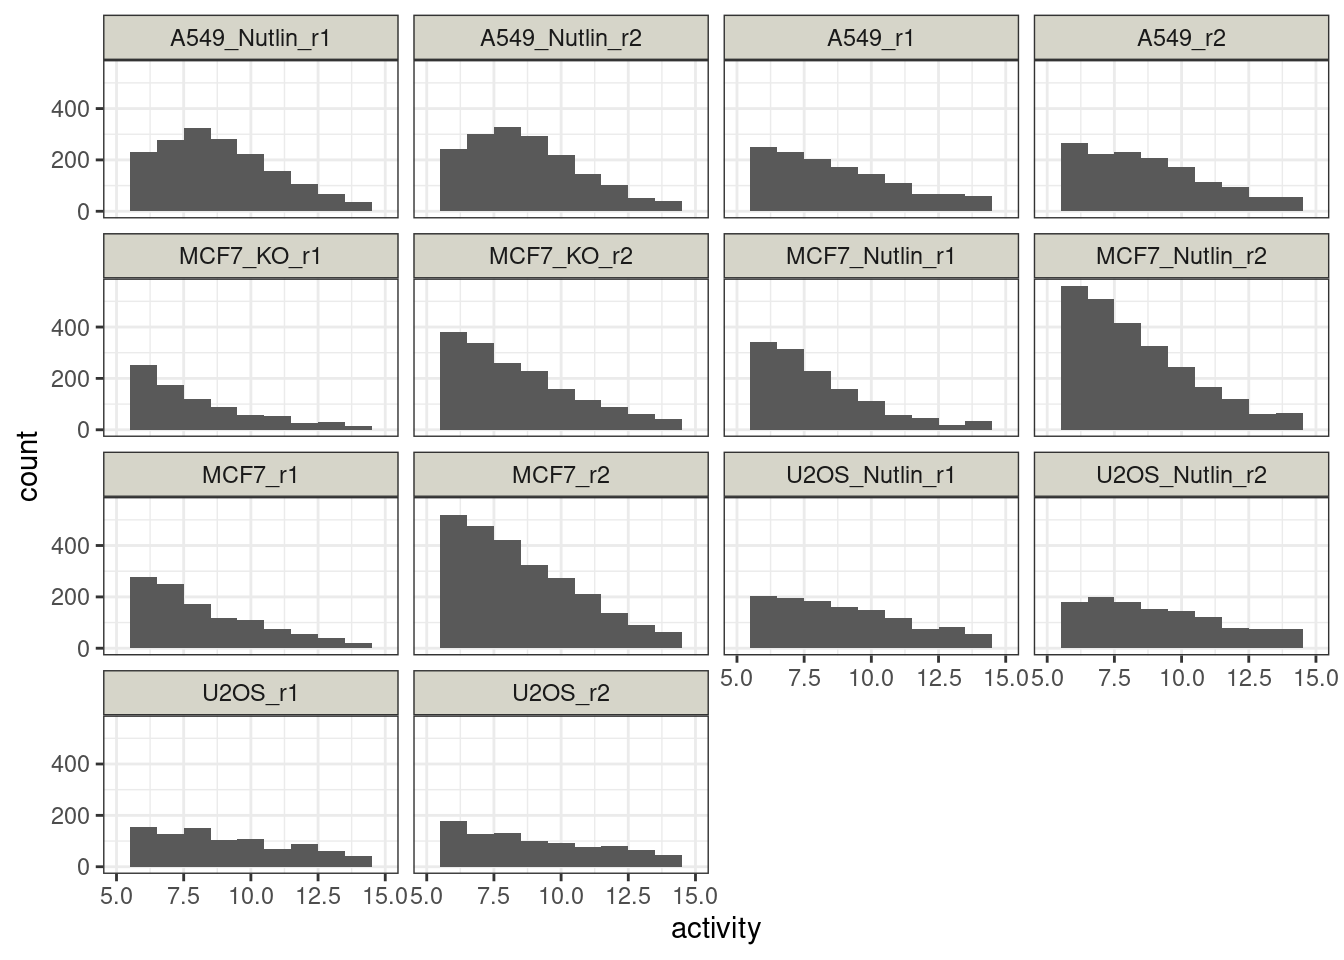 A549_Nutlin_r1 A549_Nutlin_r2 A549_r1 A549_r2
400
200
0
MCF7_KO_r1 MCF7_KO_r2 MCF7_Nutlin_r1 MCF7_Nutlin_r2
400
200
0
count
MCF7_r1 MCF7_r2 U2OS_Nutlin_r1 U2OS_Nutlin_r2
400
200
0
5.0 7.5 10.0 12.5 15.0 5.0 7.5 10.0 12.5 15.0
U2OS_r1 U2OS_r2
400
200
0
5.0 7.5 10.0 12.5 15.0 5.0 7.5 10.0 12.5 15.0
activity